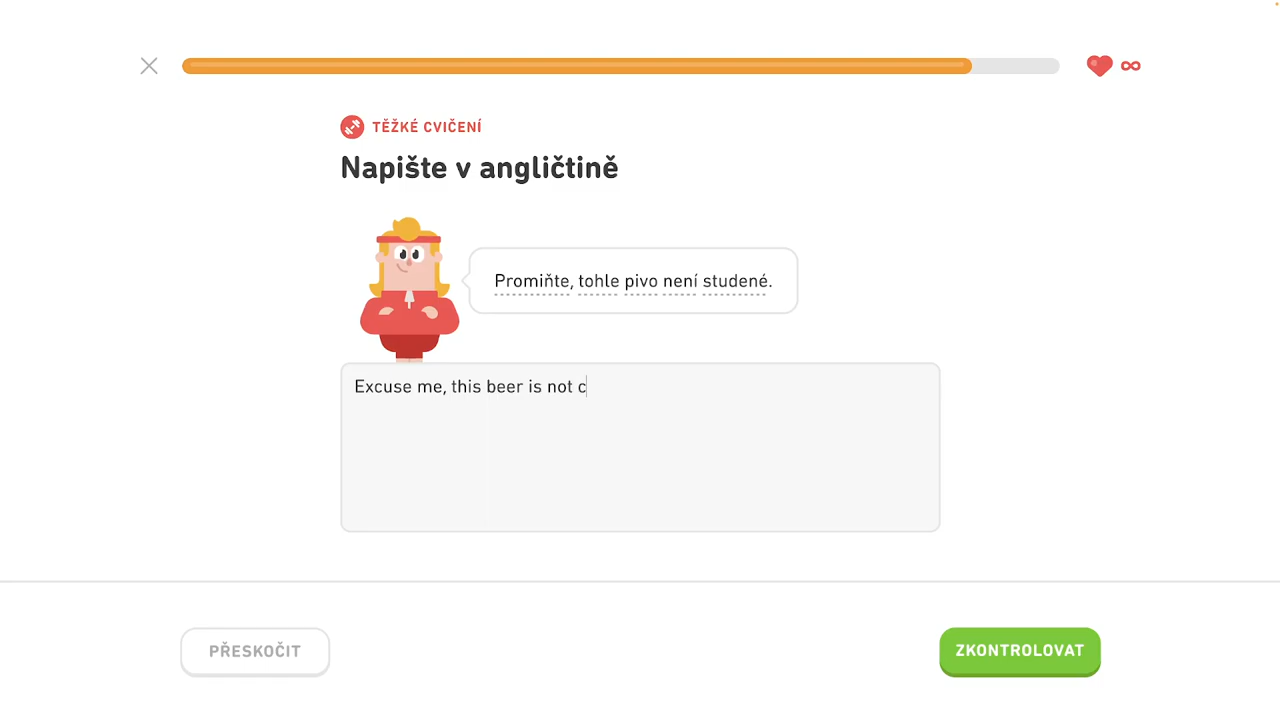 TĚŽKÉ CVIČENÍ
Napište v angličtině
Promiňte, tohle pivo není studené.
Excuse me, this beer is not c
PŘESKOČIT
ZKONTROLOVAT